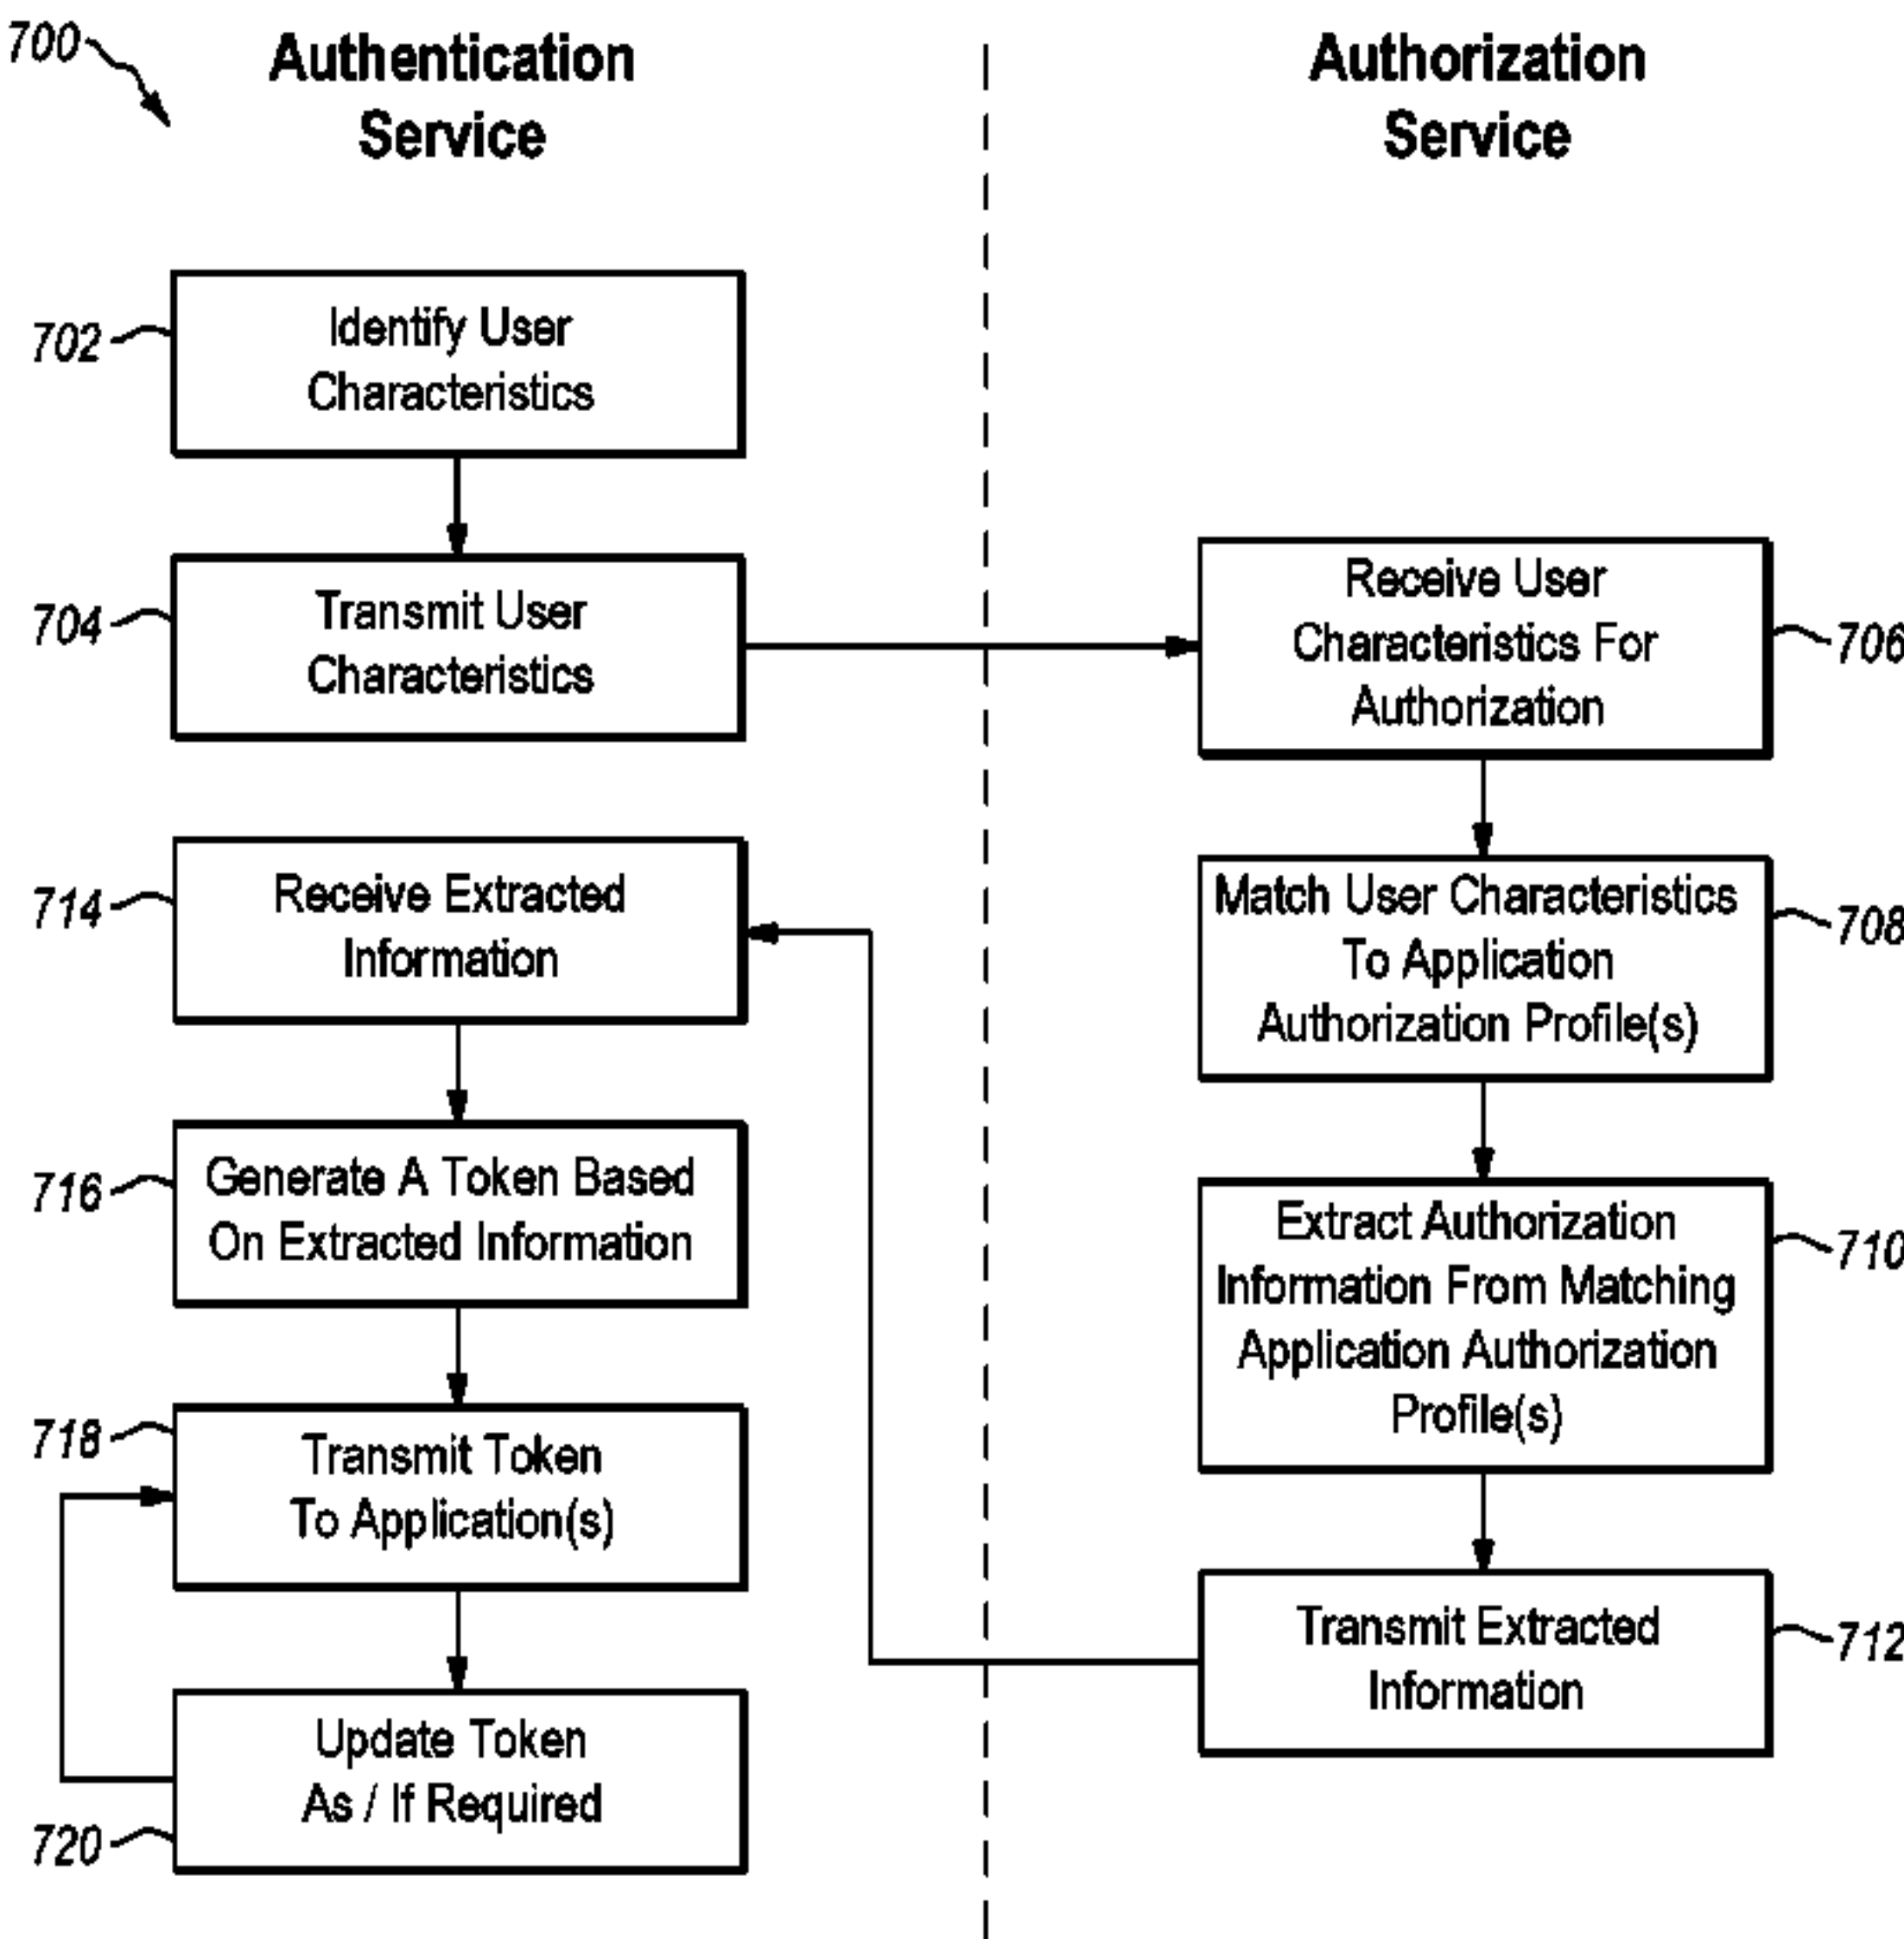 700
Authentication
Service
Authorization
Service
702
Identify User
Characteristics
704
Transmit User
Characteristics
Receive User
Characteristics For
Authorization
706
714
Receive Extracted
Information
Match User Characteristics
To Application
Authorization Profile(s)
708
716
Generate A Token Based
On Extracted Information
Extract Authorization
Information From Matching
Application Authorization
Profile(s)
710
718
Transmit Token
To Application(s)
Transmit Extracted
Information
712
Update Token
As / If Required
720